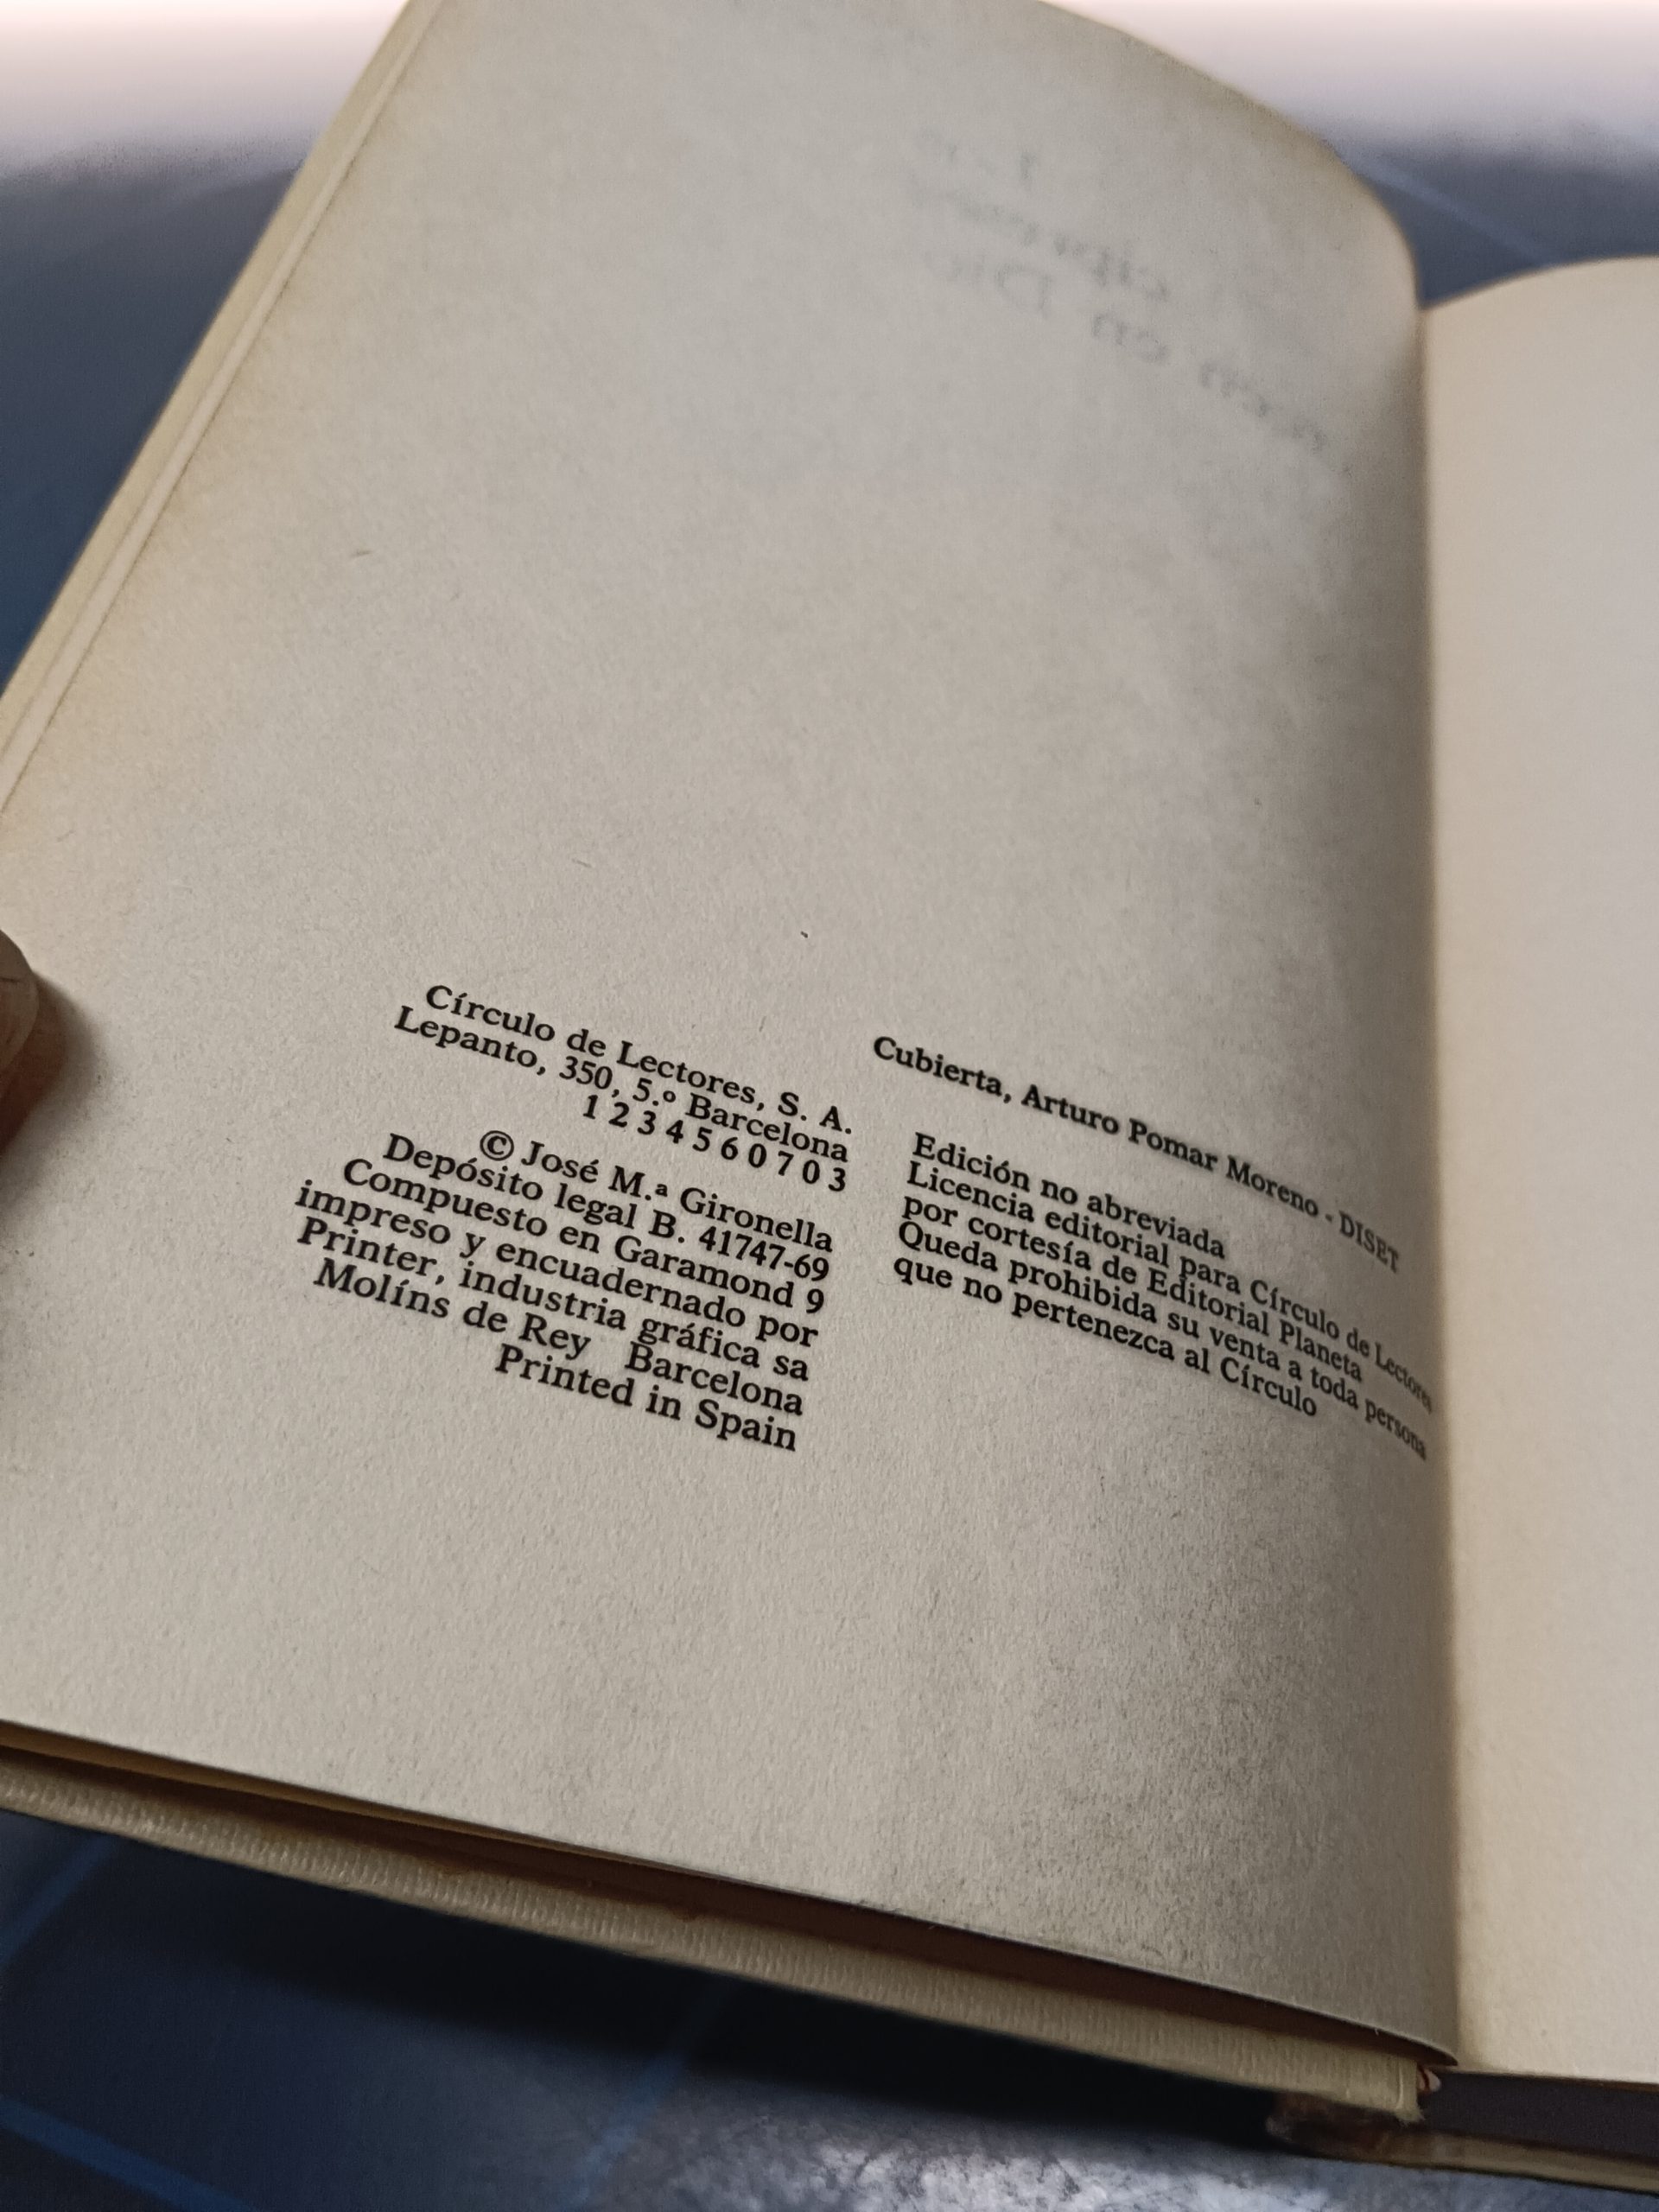 Círculo de Lectores, S. A.
Lepanto, 350, 5.º Barcelona
1 2 3 4 5 6 0 7 0 3
© José M.ª Gironella
Depósito legal B. 41747-69
Compuesto en Garamond 9
impreso y encuadernado por
Printer, industria gráfica sa
Molíns de Rey Barcelona
Printed in Spain
Cubierta, Arturo Pomar Moreno - DISET
Edición no abreviada
Licencia editorial para Círculo de Lectores
por cortesía de Editorial Planeta
Queda prohibida su venta a toda persona
que no pertenezca al Círculo